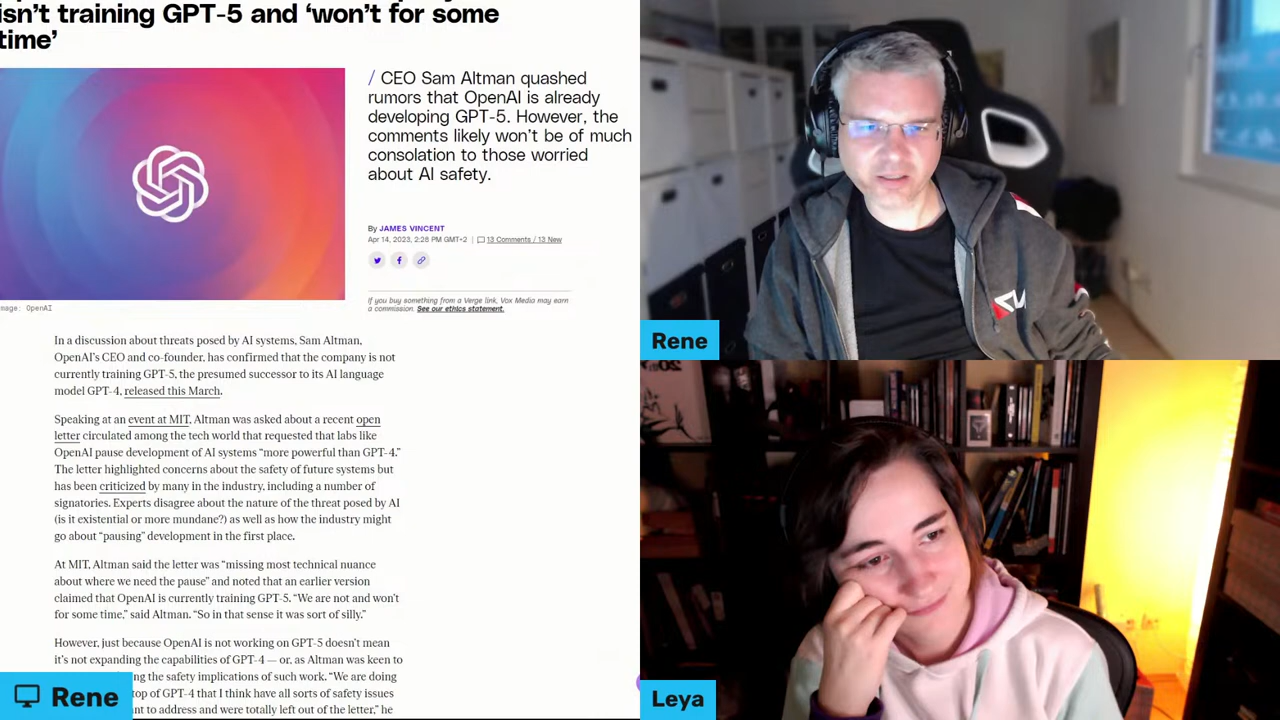 isn’t training GPT-5 and ‘won’t for some
time’
/ CEO Sam Altman quashed
rumors that OpenAI is already
developing GPT-5. However, the
comments likely won’t be of much
consolation to those worried
about AI safety.
By JAMES VINCENT
Apr 14, 2023, 2:28 PM GMT+2 | 13 Comments / 13 New
If you buy something from a Verge link, Vox Media may earn
a commission. See our ethics statement.
mage: OpenAI
In a discussion about threats posed by AI systems, Sam Altman,
OpenAI’s CEO and co-founder, has confirmed that the company is not
currently training GPT-5, the presumed successor to its AI language
model GPT-4, released this March.
Speaking at an event at MIT, Altman was asked about a recent open
letter circulated among the tech world that requested that labs like
OpenAI pause development of AI systems “more powerful than GPT-4.”
The letter highlighted concerns about the safety of future systems but
has been criticized by many in the industry, including a number of
signatories. Experts disagree about the nature of the threat posed by AI
(is it existential or more mundane?) as well as how the industry might
go about “pausing” development in the first place.
At MIT, Altman said the letter was “missing most technical nuance
about where we need the pause” and noted that an earlier version
claimed that OpenAI is currently training GPT-5. “We are not and won’t
for some time,” said Altman. “So in that sense it was sort of silly.”
However, just because OpenAI is not working on GPT-5 doesn’t mean
it’s not expanding the capabilities of GPT-4 — or, as Altman was keen to
ng the safety implications of such work. “We are doing
top of GPT-4 that I think have all sorts of safety issues
nt to address and were totally left out of the letter,” he
Rene
Rene
Leya